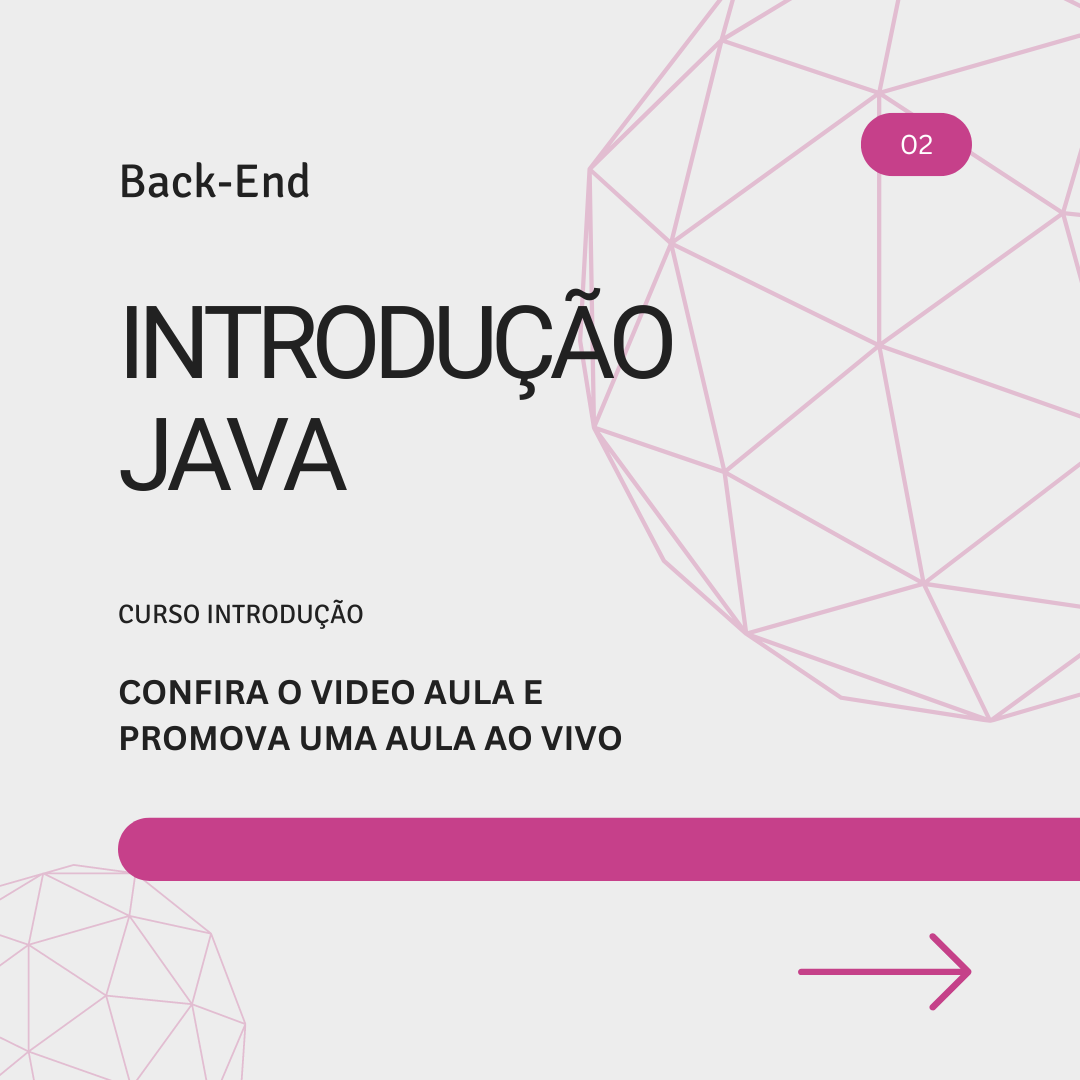 02
Back-End
INTRODUÇÃO
JAVA
CURSO INTRODUÇÃO
CONFIRA O VIDEO AULA E
PROMOVA UMA AULA AO VIVO